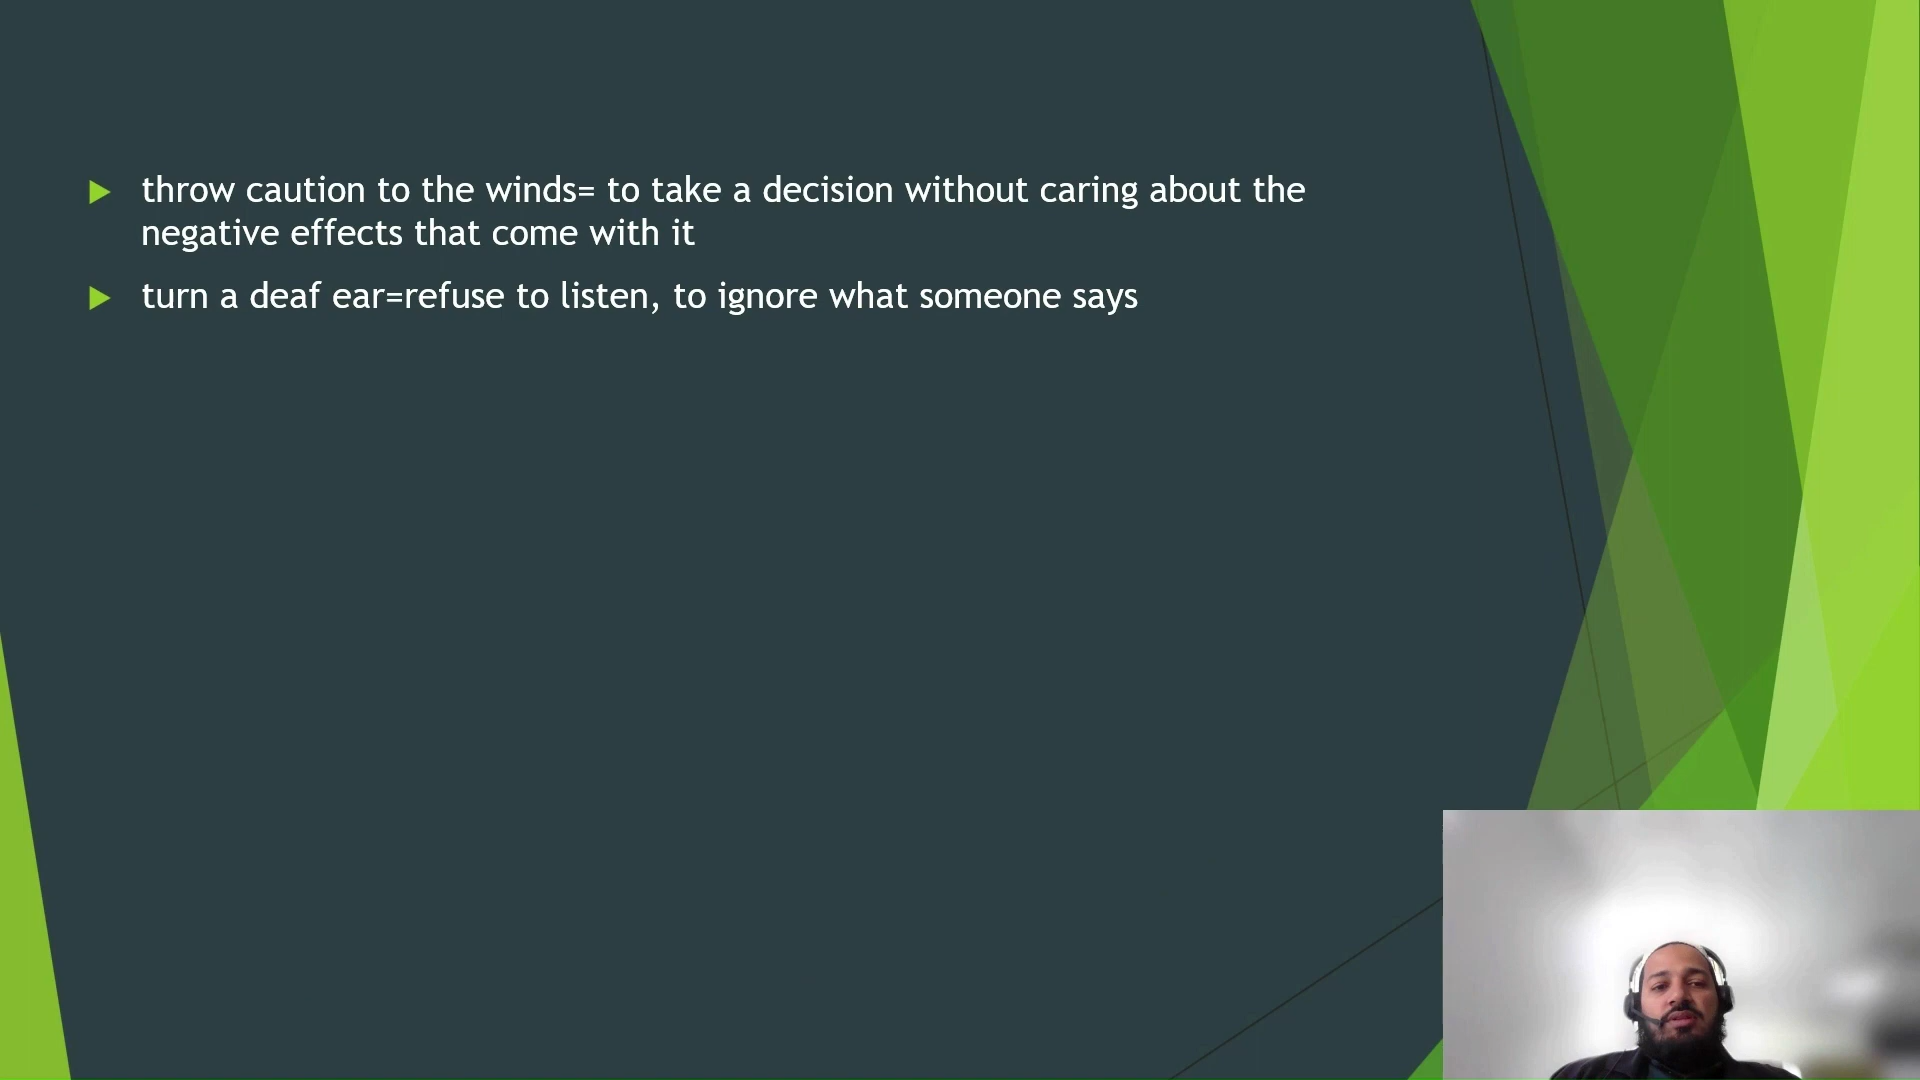 throw caution to the winds= to take a decision without caring about the
negative effects that come with it
turn a deaf ear=refuse to listen, to ignore what someone says